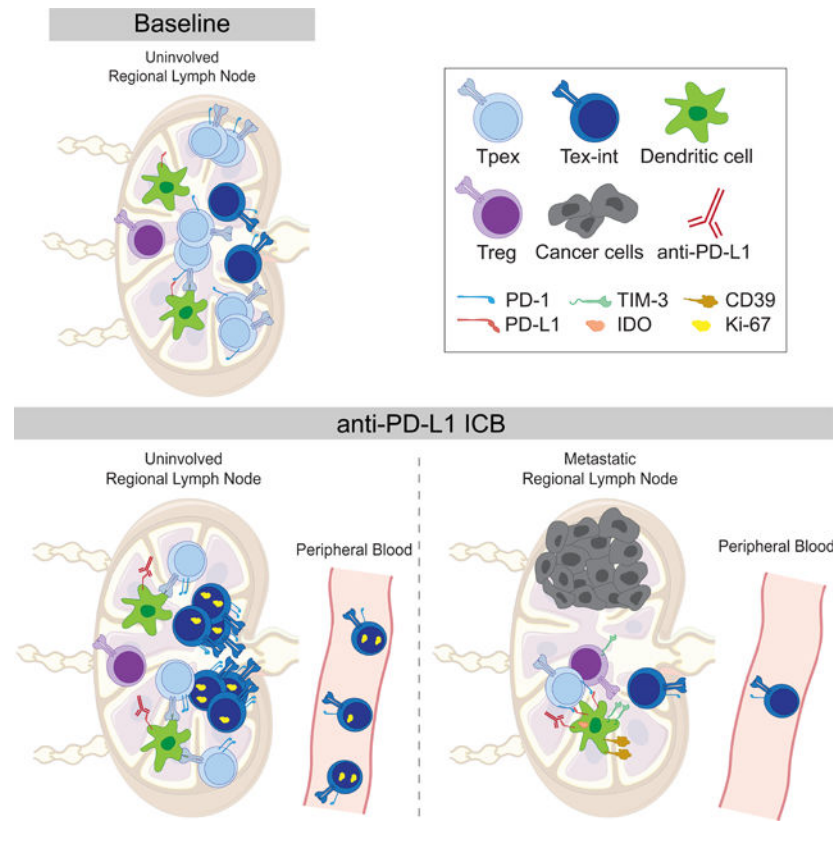 Baseline
Uninvolved
Regional Lymph Node
Tpex
Tex-int
Dendritic cell
Treg
Cancer cells
anti-PD-L1
PD-1
TIM-3
CD39
PD-L1
IDO
Ki-67
anti-PD-L1 ICB
Uninvolved
Regional Lymph Node
Peripheral Blood
Metastatic
Regional Lymph Node
Peripheral Blood